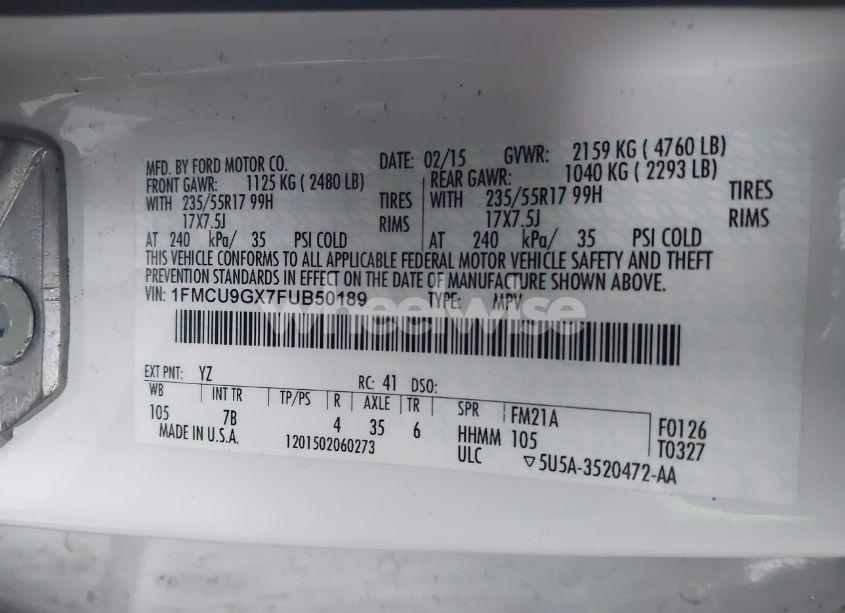 MFD. BY FORD MOTOR CO. DATE: 02/15 GVWR: 2159 KG ( 4760 LB)
FRONT GAWR: 1125 KG ( 2480 LB) REAR GAWR: 1040 KG ( 2293 LB)
WITH 235/55R17 99H TIRES WITH 235/55R17 99H TIRES
17X7.5J RIMS 17X7.5J RIMS
AT 240 kPa/ 35 PSI COLD AT 240 kPa/ 35 PSI COLD
THIS VEHICLE CONFORMS TO ALL APPLICABLE FEDERAL MOTOR VEHICLE SAFETY AND THEFT
PREVENTION STANDARDS IN EFFECT ON THE DATE OF MANUFACTURE SHOWN ABOVE.
VIN: 1FMCU9GX7FUB50189 TYPE: MPV
wheelwise
EXT PNT: YZ RC: 41 DSO:
WB INT TR TP/PS R AXLE TR SPR FM21A F0126
105 7B 4 35 6 HHMM 105 T0327
MADE IN U.S.A. 1201502060273 ULC ▽5U5A-3520472-AA